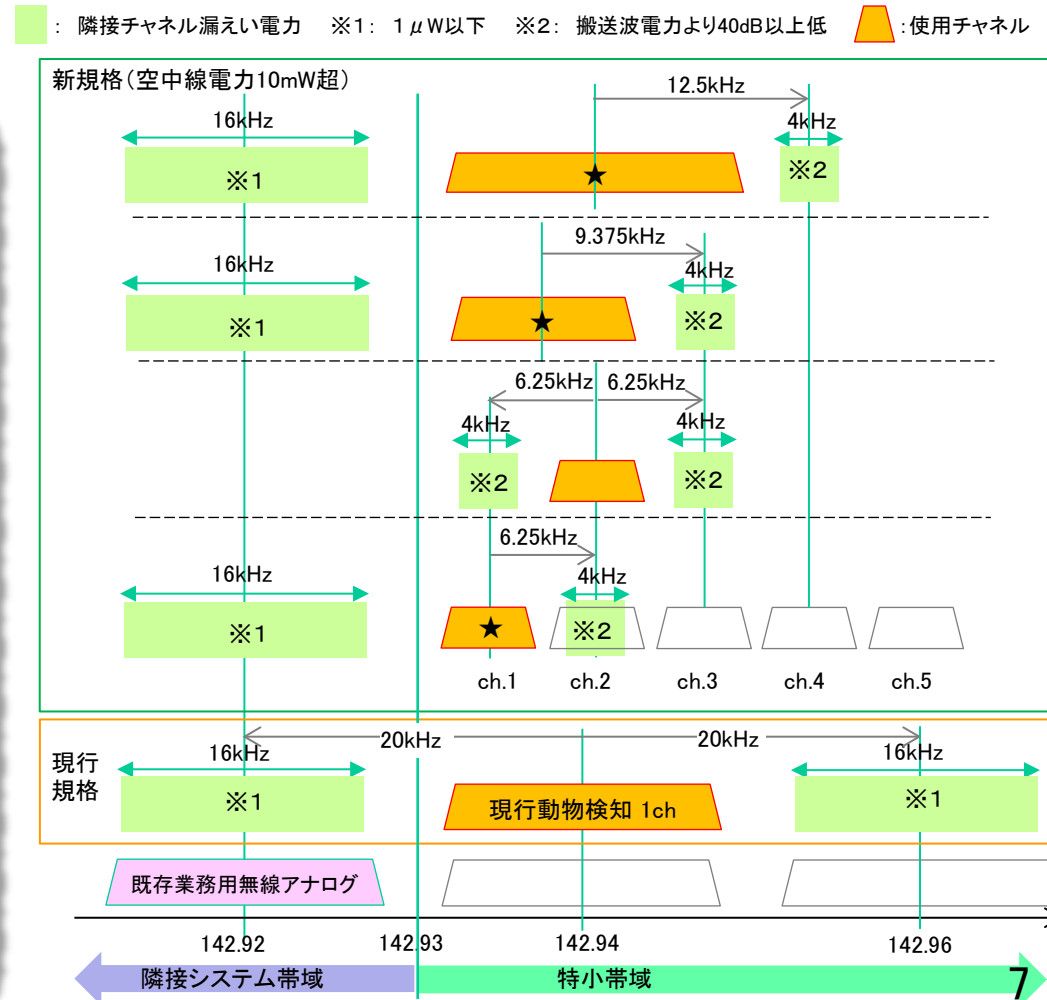 ： 隣接チャネル漏えい電力 ※1： 1μW以下 ※2： 搬送波電力より40dB以上低 ：使用チャネル
新規格（空中線電力10mW超）
12.5kHz
16kHz
4kHz
※1
★
※2
9.375kHz
16kHz
4kHz
※1
★
※2
6.25kHz 6.25kHz
4kHz
4kHz
※2
※2
6.25kHz
16kHz
4kHz
※1
★
※2
ch.1 ch.2 ch.3 ch.4 ch.5
20kHz 20kHz
現行
規格
16kHz
16kHz
※1
現行動物検知 1ch
※1
既存業務用無線アナログ
142.92 142.93 142.94 142.96
隣接システム帯域 特小帯域
7